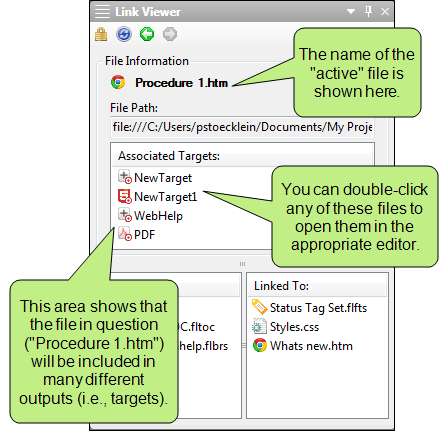 Link Viewer
The name of the
"active" file is
shown here.
File Information
Procedure 1.htm
File Path:
file:///C:/Users/pstoecklein/Documents/My Proje
Associated Targets:
NewTarget
NewTarget1
WebHelp
PDF
You can double-click
any of these files to
open them in the
appropriate editor.
This area shows that
the file in question
("Procedure 1.htm")
will be included in
many different
outputs (i.e., targets).
Linked To:
Status Tag Set.flfts
Styles.css
Whats new.htm
C.fltoc
help.flbrs